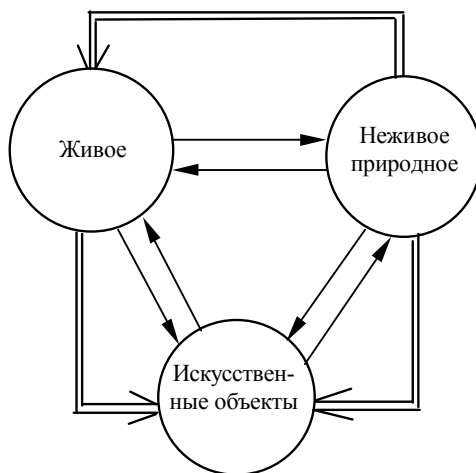 Живое
Неживое
природное
Искусствен-
ные объекты